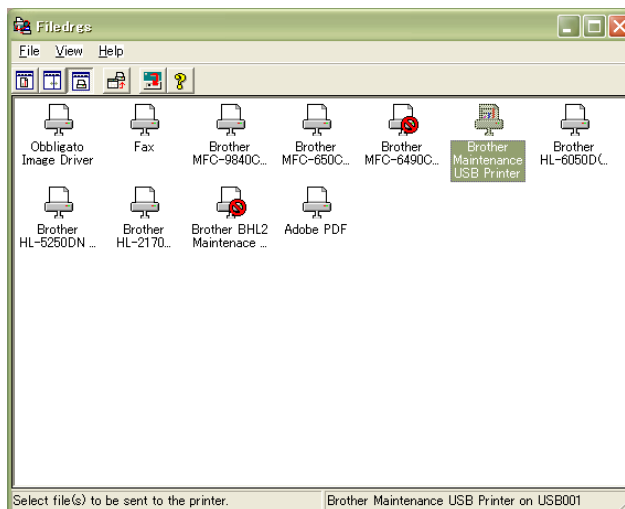 Filedrgs
File View Help
Obbligato
Image Driver
Fax
Brother
MFC-9840C...
Brother
MFC-650C...
Brother
MFC-6490C...
Brother
Maintenance
USB Printer
Brother
HL-6050D(...
Brother
HL-5250DN ...
Brother
HL-2170...
Brother BHL2
Maintenace ...
Adobe PDF
Select file(s) to be sent to the printer.
Brother Maintenance USB Printer on USB001